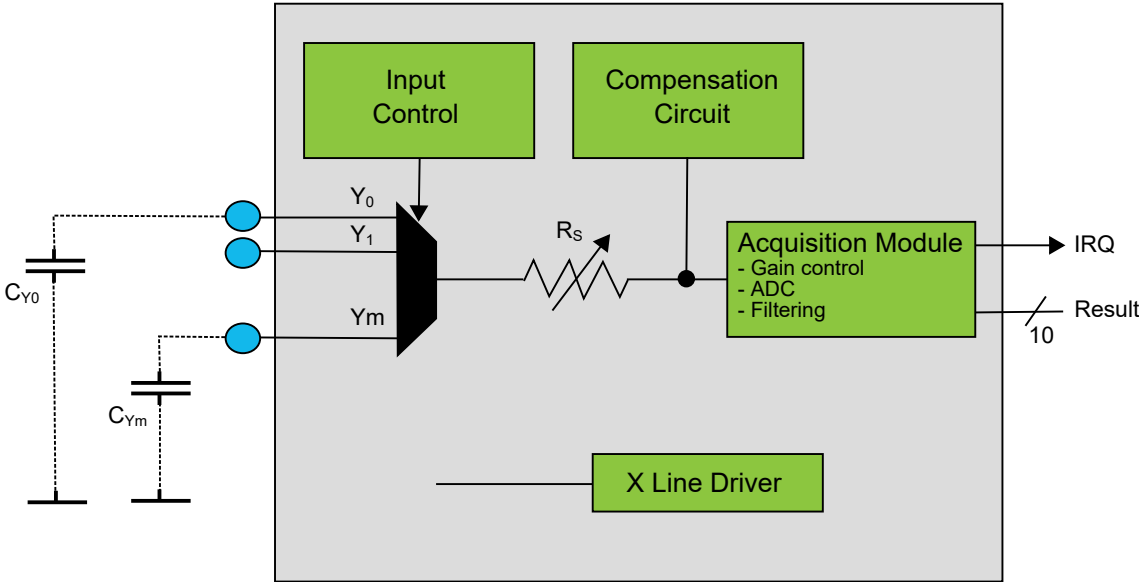 Input
Control
Compensation
Circuit
Y0
Y1
Ym
RS
Acquisition Module
- Gain control
- ADC
- Filtering
IRQ
Result
10
CY0
CYm
X Line Driver